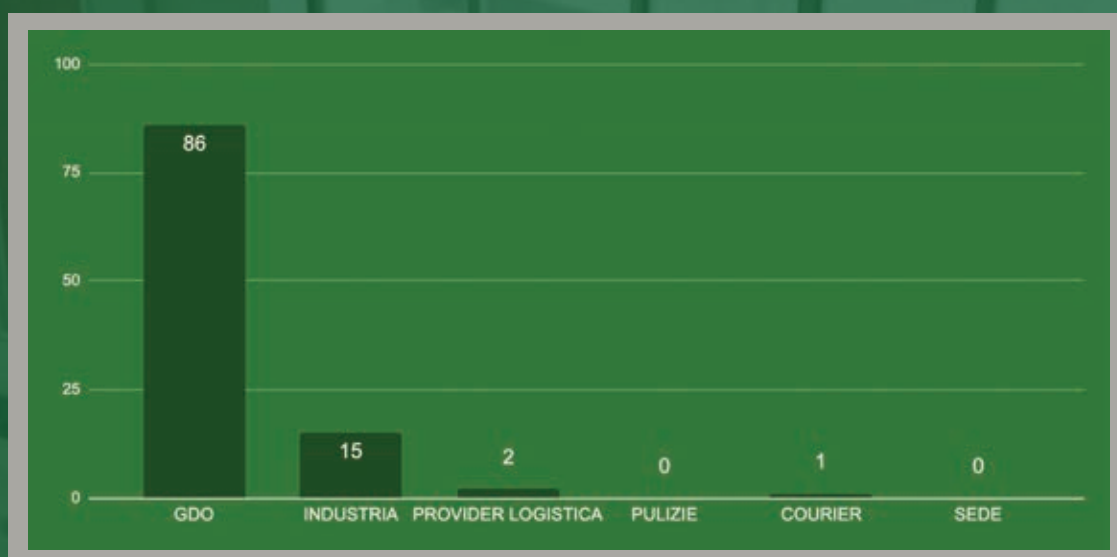 100
86
75
50
25
15
2
0
1
0
0
GDO
INDUSTRIA
PROVIDER LOGISTICA
PULIZIE
COURIER
SEDE